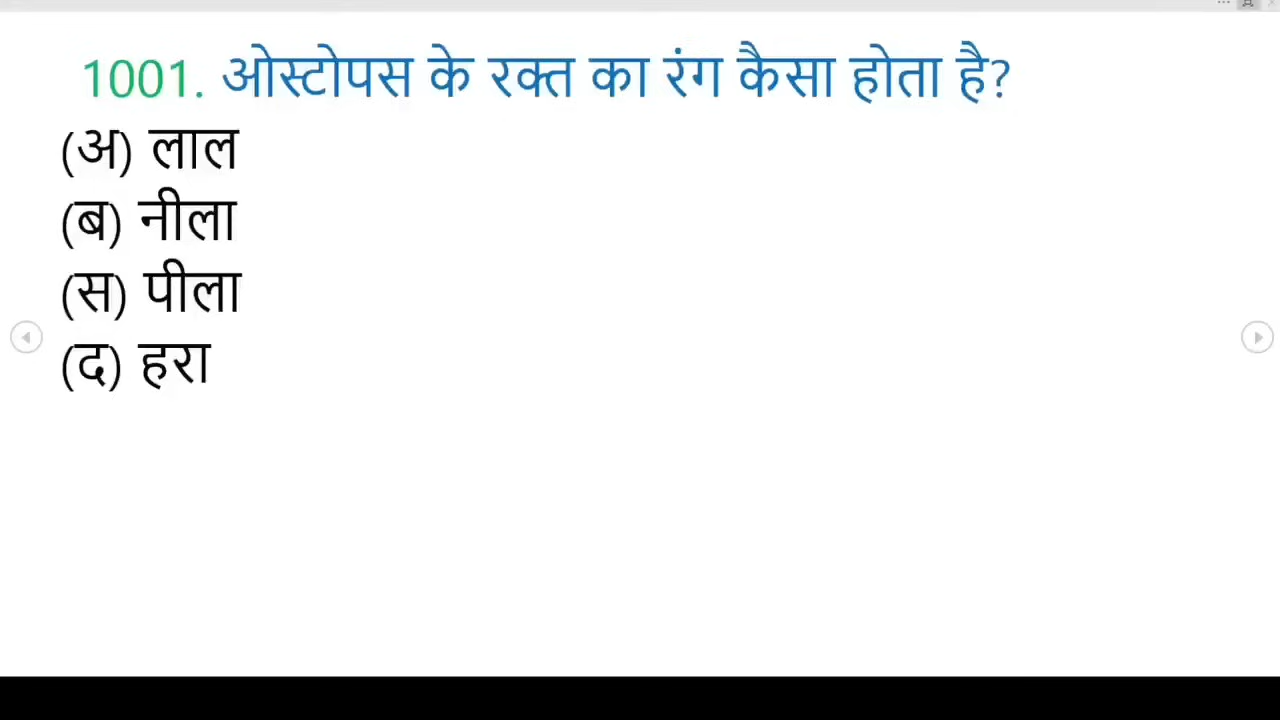 1001. ओस्टोपस के रक्त का रंग कैसा होता है?
(अ) लाल
(ब) नीला
(स) पीला
(द) हरा